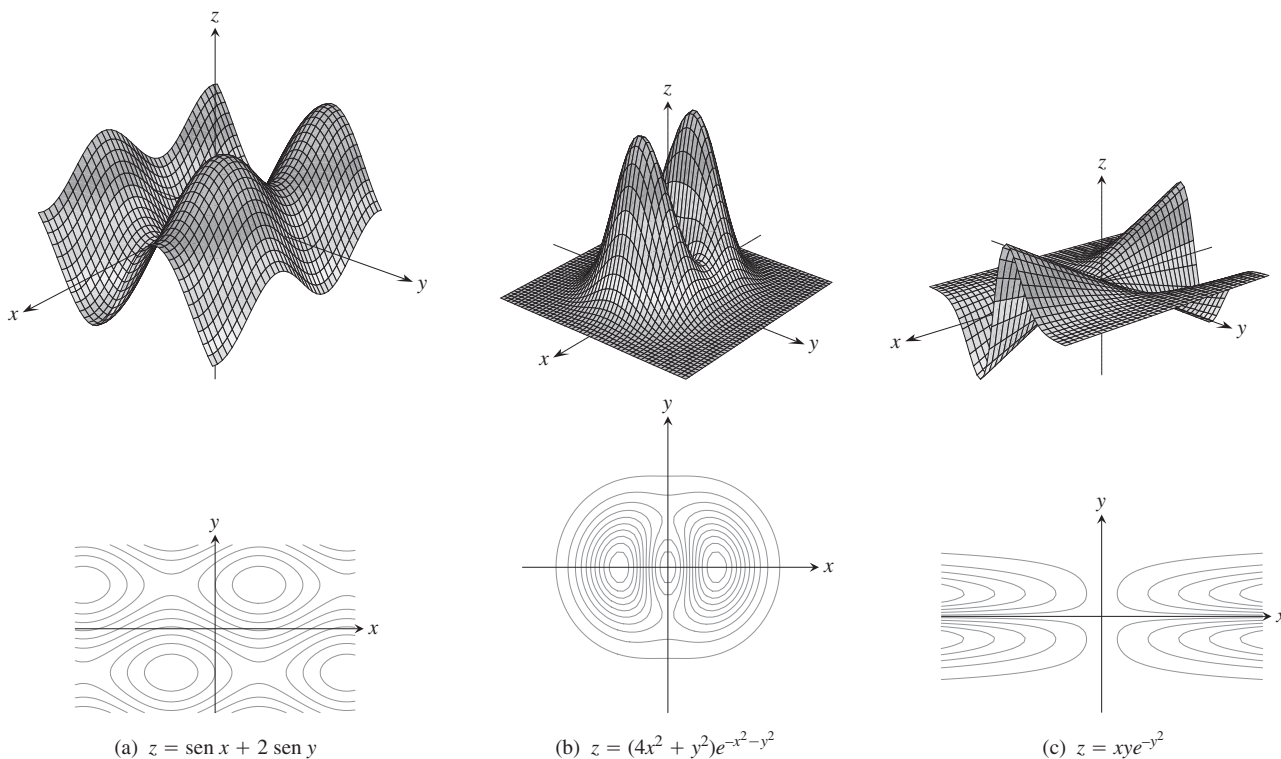 z
x
y
z
x
y
z
x
y
y
x
y
x
y
x
(a) z = sen x + 2 sen y
(b) z = (4x² + y²)e^{–x²–y²}
(c) z = xye^{–y²}